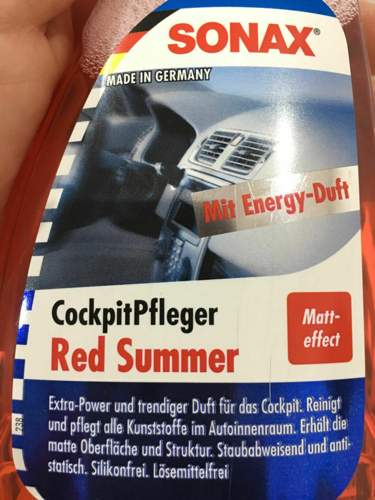 SONAX®
MADE IN GERMANY
Mit Energy-Duft
CockpitPfleger
Red Summer
Matt-
effect
Extra-Power und trendiger Duft für das Cockpit. Reinigt
und pflegt alle Kunststoffe im Autoinnenraum. Erhält die
matte Oberfläche und Struktur. Staubabweisend und anti-
statisch. Silikonfrei. Lösemittelfrei
238